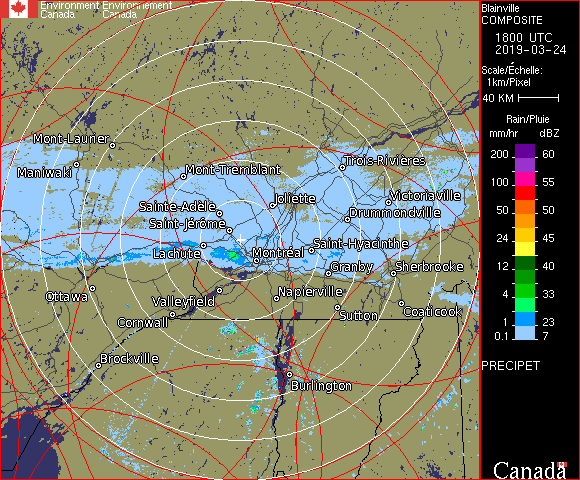 Environment Environnement
Canada Canada
Blainville
COMPOSITE
1800 UTC
2019-03-24
Scale/Échelle:
1km/Pixel
40 KM
Rain/Pluie
mm/hr dBZ
200 60
150 57
100 55
50 50
24 45
12 40
4 33
1 23
0.1 7
PRECIPET
Canada
Mont-Laurier
Maniwaki
Mont-Tremblant
Trois-Rivières
Sainte-Adèle
Joliette
Victoriaville
Drummondville
Saint-Jérôme
Lachute
Montréal
Saint-Hyacinthe
Granby
Sherbrooke
Ottawa
Valleyfield
Napierville
Cornwall
Sutton
Coaticook
Brockville
Burlington